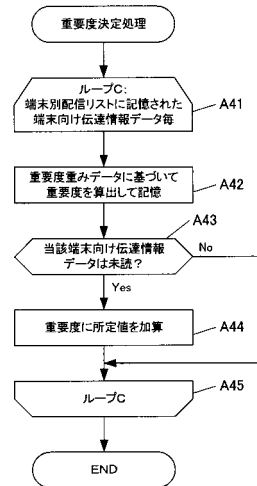 重要度決定処理
ループC:
端末別配信リストに記憶された
端末向け伝達情報データ毎
A41
重要度重みデータに基づいて
重要度を算出して記憶
A42
A43
当該端末向け伝達情報
データは未読？
No
Yes
重要度に所定値を加算
A44
A45
ループC
END